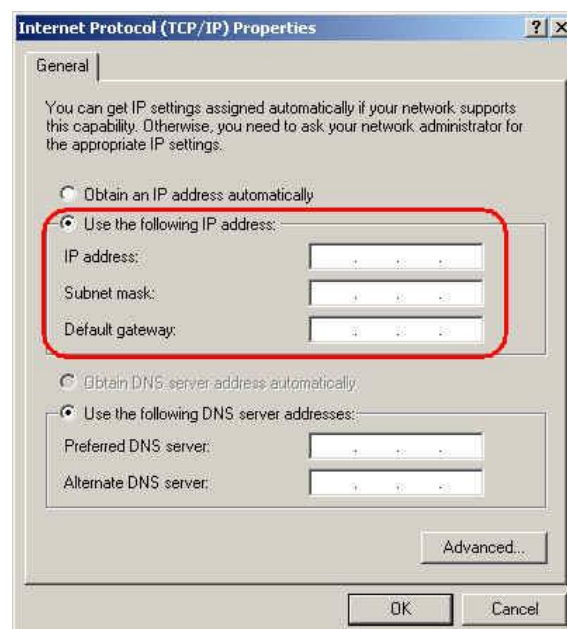 Internet Protocol (TCP/IP) Properties
General
You can get IP settings assigned automatically if your network supports
this capability. Otherwise, you need to ask your network administrator for
the appropriate IP settings.
Obtain an IP address automatically
Use the following IP address:
IP address:
Subnet mask:
Default gateway:
Obtain DNS server address automatically
Use the following DNS server addresses:
Preferred DNS server:
Alternate DNS server:
Advanced...
OK Cancel